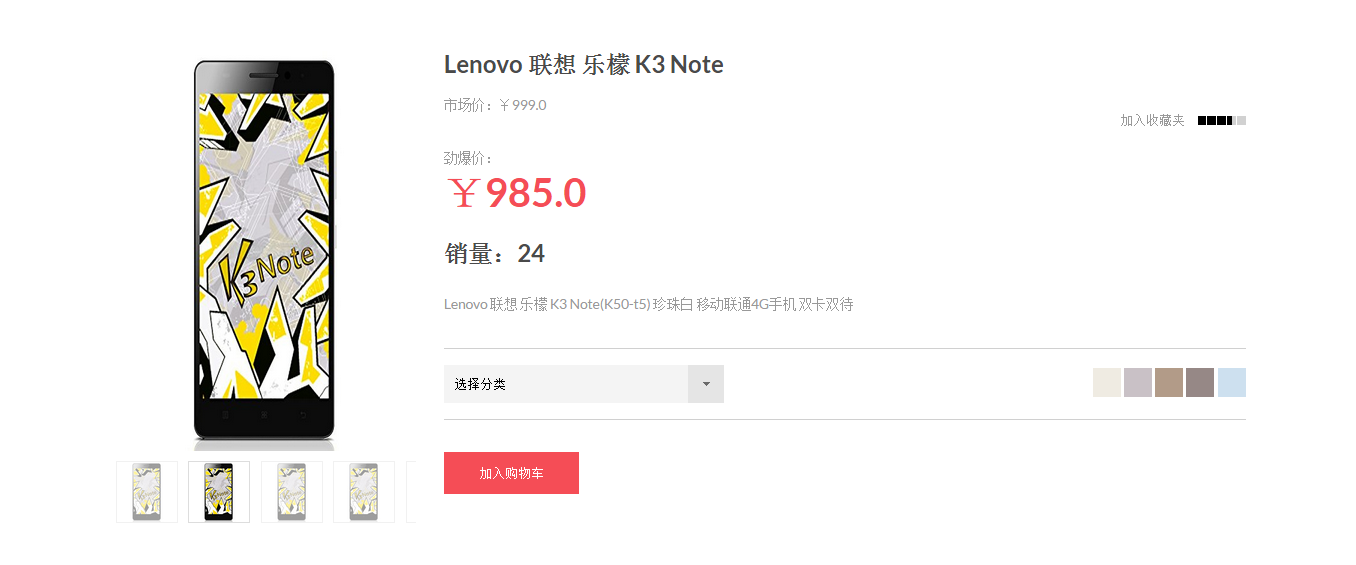 Lenovo 联想 乐檬 K3 Note
市场价：￥999.0
加入收藏夹
劲爆价：
￥985.0
销量：24
K3 Note
Lenovo 联想 乐檬 K3 Note(K50-t5) 珍珠白 移动联通4G手机 双卡双待
选择分类
加入购物车